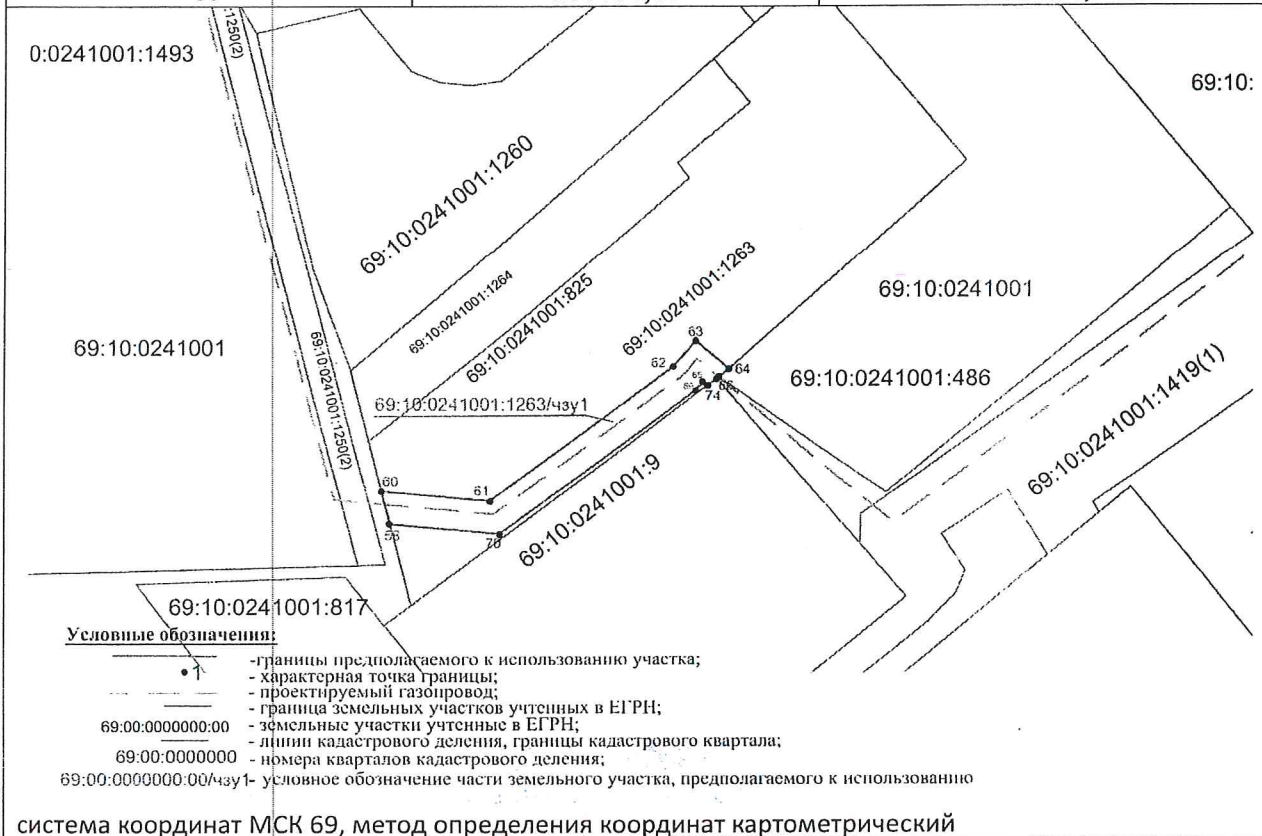 :1250(2)
0:0241001:1493
69:10:
69:10:0241001:1260
69:10:0241001:1264
69:10:0241001:825
69:10:0241001:1263
69:10:0241001
69:10:0241001
69:10:0241001:1250(2)
63
62
64
69:10:0241001:486
69:10:0241001:1419(1)
74
69:10:0241001:1263/чзу1
60
61
69:10:0241001:9
69:10:0241001:817
Условные обозначения:
-границы предполагаемого к использованию участка;
1 - характерная точка границы;
- проектируемый газопровод;
- граница земельных участков учтенных в ЕГРН;
69:00:0000000:00 - земельные участки учтенные в ЕГРН;
- линии кадастрового деления, границы кадастрового квартала;
69:00:0000000 - номера кварталов кадастрового деления;
69:00:0000000:00/чзу1- условное обозначение части земельного участка, предполагаемого к использованию
система координат МСК 69, метод определения координат картометрический